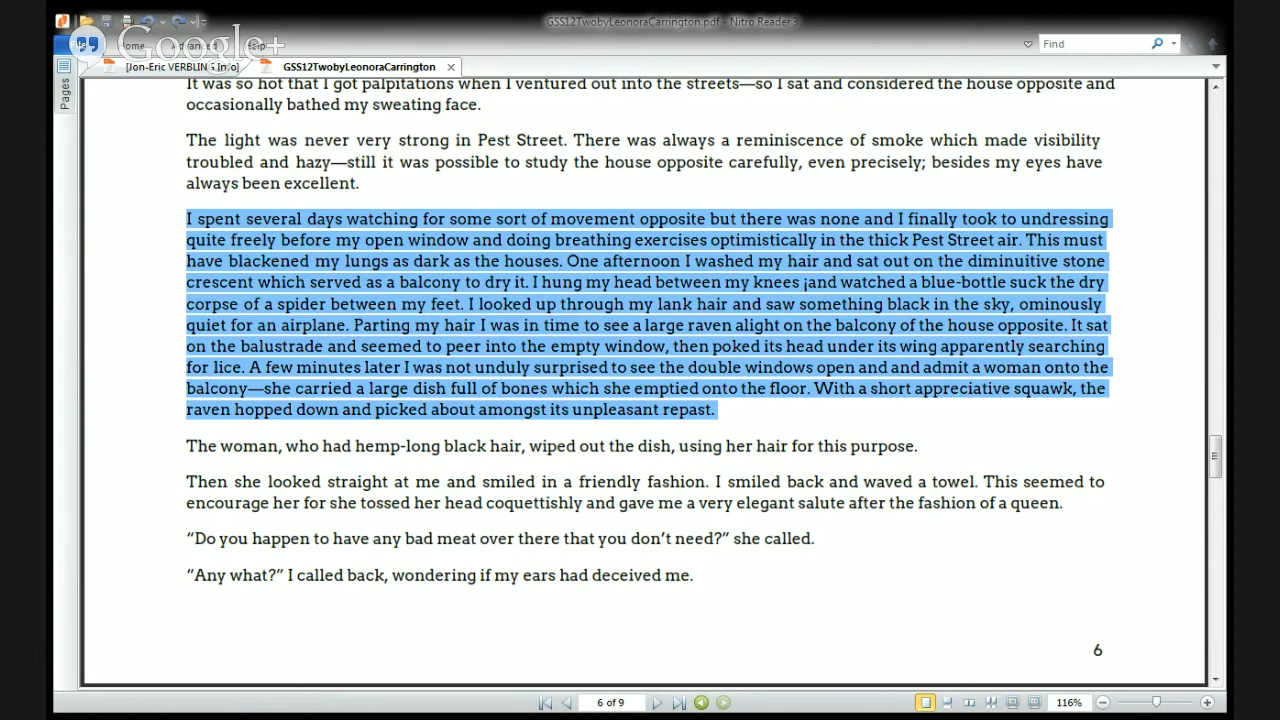 GSS12TwobyLeonoraCarrington.pdf - Nitro Reader 3
Google+
Home Advanced Help
Find
[Jon-Eric VERBLING Info] GSS12TwobyLeonoraCarrington
Pages
It was so hot that I got palpitations when I ventured out into the streets—so I sat and considered the house opposite and
occasionally bathed my sweating face.
The light was never very strong in Pest Street. There was always a reminiscence of smoke which made visibility
troubled and hazy—still it was possible to study the house opposite carefully, even precisely; besides my eyes have
always been excellent.
I spent several days watching for some sort of movement opposite but there was none and I finally took to undressing
quite freely before my open window and doing breathing exercises optimistically in the thick Pest Street air. This must
have blackened my lungs as dark as the houses. One afternoon I washed my hair and sat out on the diminuitive stone
crescent which served as a balcony to dry it. I hung my head between my knees ¡and watched a blue-bottle suck the dry
corpse of a spider between my feet. I looked up through my lank hair and saw something black in the sky, ominously
quiet for an airplane. Parting my hair I was in time to see a large raven alight on the balcony of the house opposite. It sat
on the balustrade and seemed to peer into the empty window, then poked its head under its wing apparently searching
for lice. A few minutes later I was not unduly surprised to see the double windows open and and admit a woman onto the
balcony—she carried a large dish full of bones which she emptied onto the floor. With a short appreciative squawk, the
raven hopped down and picked about amongst its unpleasant repast.
The woman, who had hemp-long black hair, wiped out the dish, using her hair for this purpose.
Then she looked straight at me and smiled in a friendly fashion. I smiled back and waved a towel. This seemed to
encourage her for she tossed her head coquettishly and gave me a very elegant salute after the fashion of a queen.
“Do you happen to have any bad meat over there that you don’t need?” she called.
“Any what?” I called back, wondering if my ears had deceived me.
6
6 of 9
116%